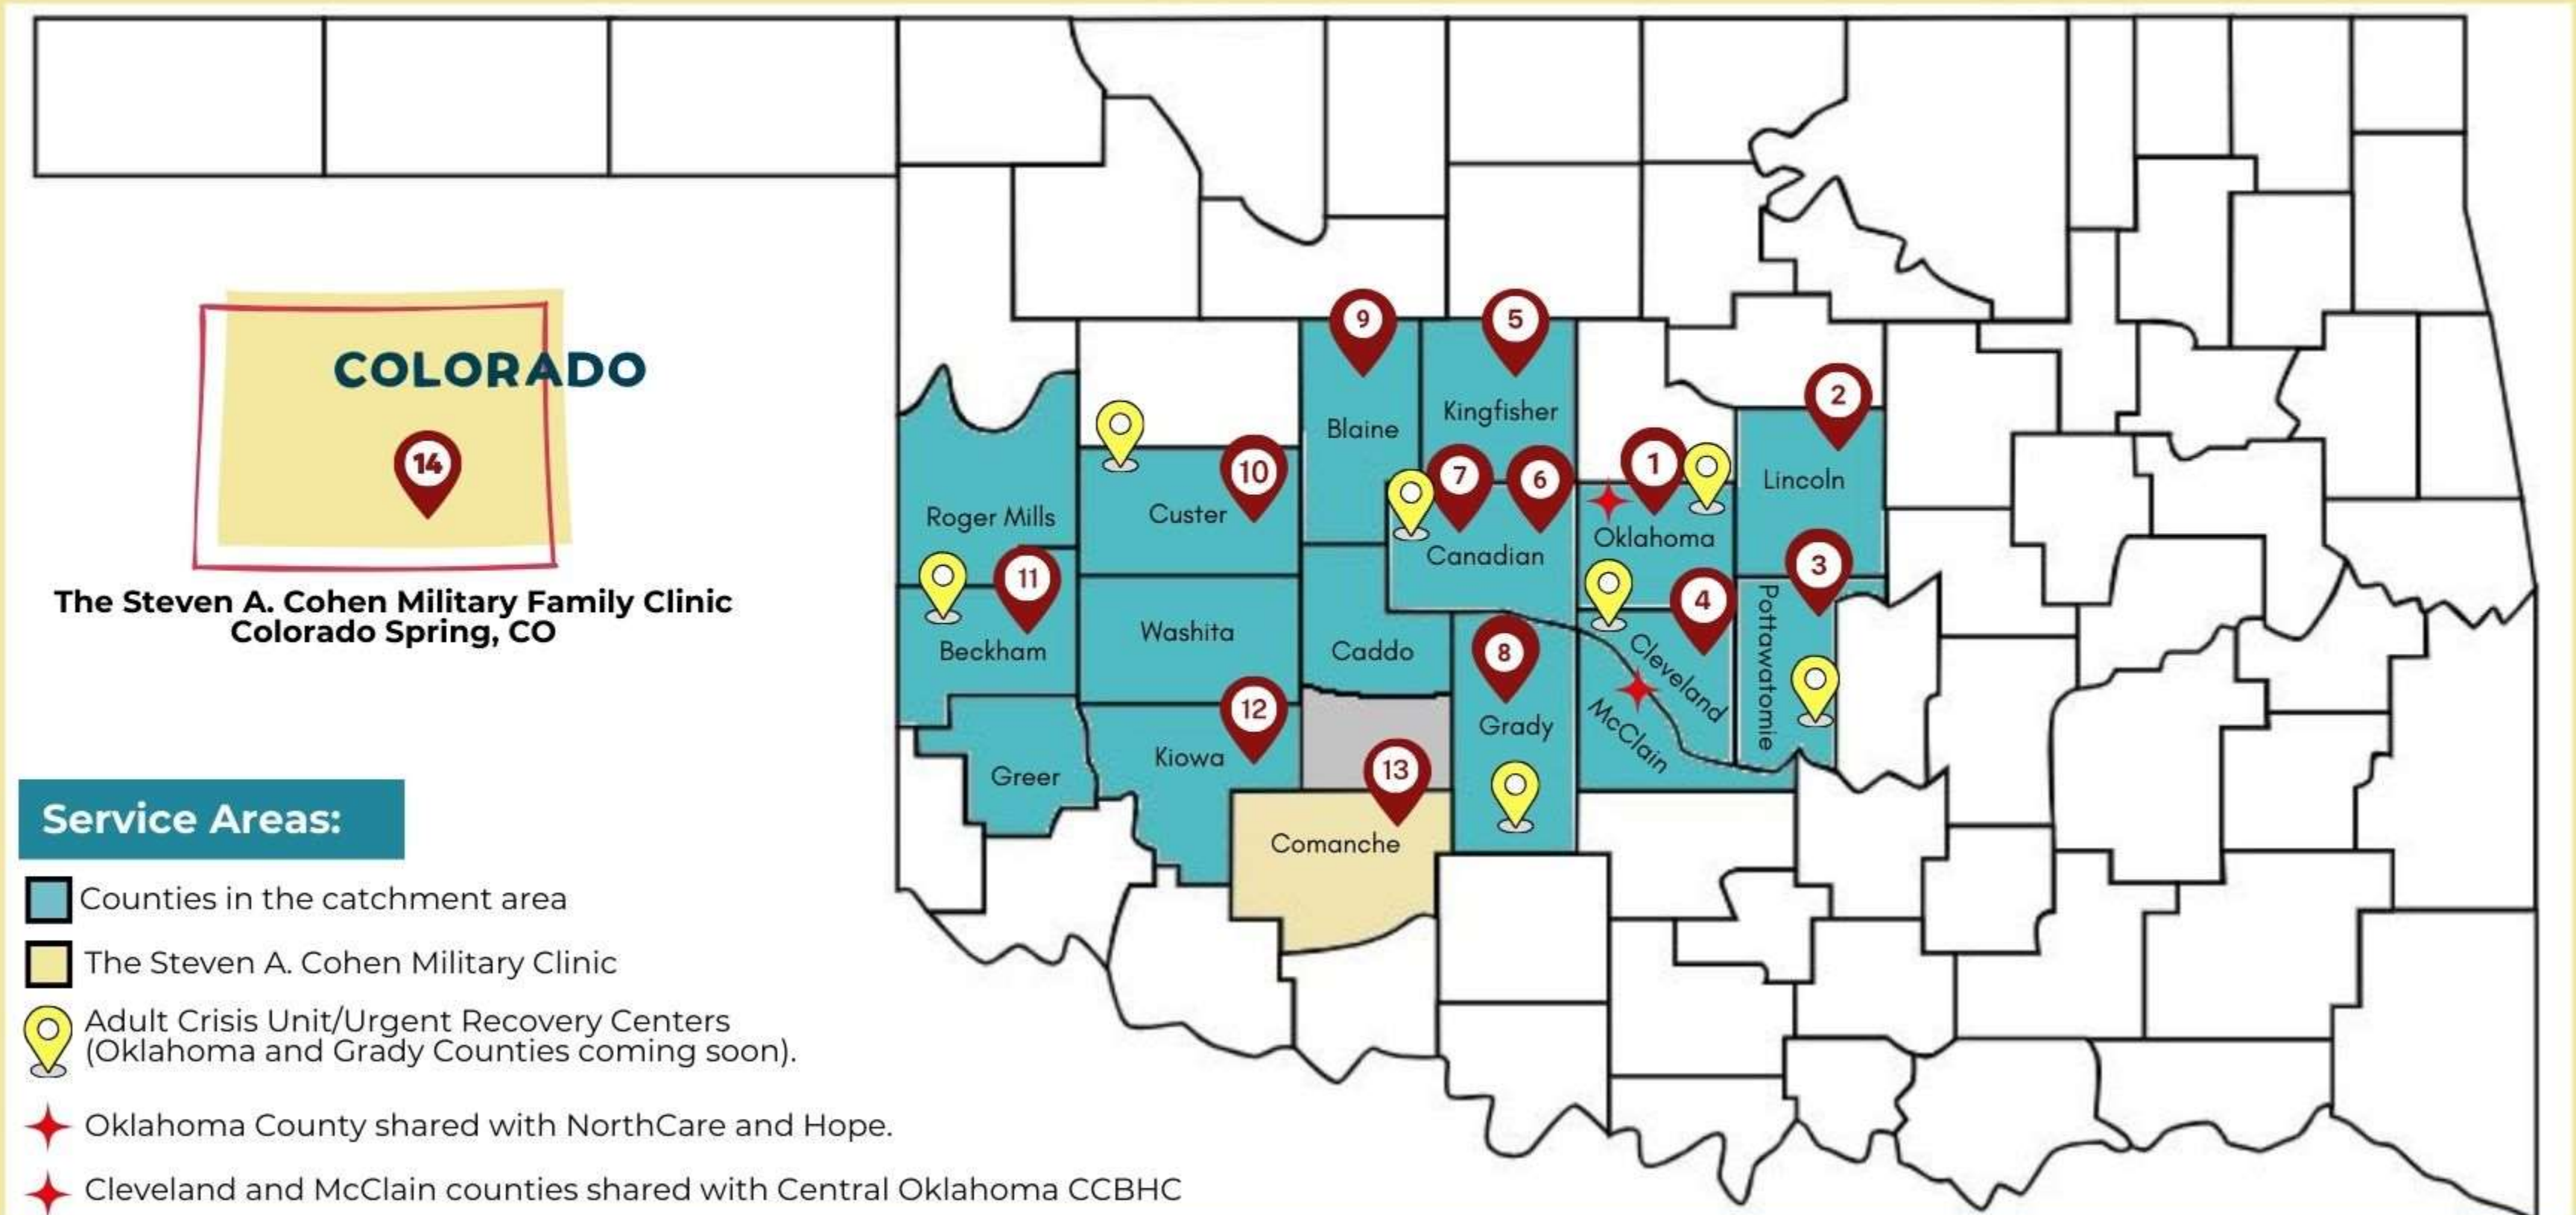 9
5
COLORADO
2
Kingfisher
Blaine
14
10
7
6
1
Lincoln
Roger Mills
Custer
Oklahoma
Canadian
3
11
The Steven A. Cohen Military Family Clinic
Colorado Spring, CO
4
Beckham
Washita
Caddo
8
Cleveland
Pottawatomie
12
Grady
McClain
Kiowa
Greer
13
Comanche
Service Areas:
Counties in the catchment area
The Steven A. Cohen Military Clinic
Adult Crisis Unit/Urgent Recovery Centers
(Oklahoma and Grady Counties coming soon).
Oklahoma County shared with NorthCare and Hope.
Cleveland and McClain counties shared with Central Oklahoma CCBHC